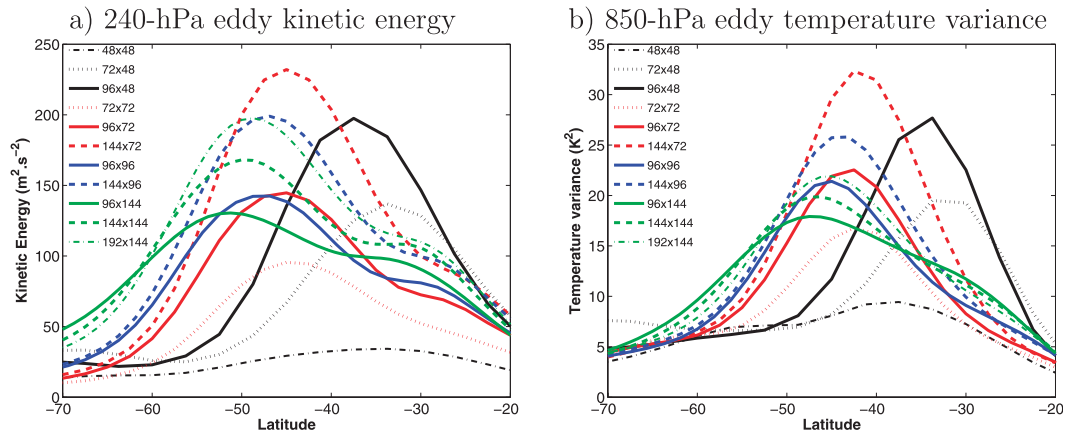 a) 240-hPa eddy kinetic energy
250
200
150
100
50
0
Kinetic Energy (m².s⁻²)
48x48
72x48
96x48
72x72
96x72
144x72
96x96
144x96
96x144
144x144
192x144
−70 −60 −50 −40 −30 −20
Latitude
b) 850-hPa eddy temperature variance
35
30
25
20
15
10
5
0
Temperature variance (K²)
48x48
72x48
96x48
72x72
96x72
144x72
96x96
144x96
96x144
144x144
192x144
−70 −60 −50 −40 −30 −20
Latitude